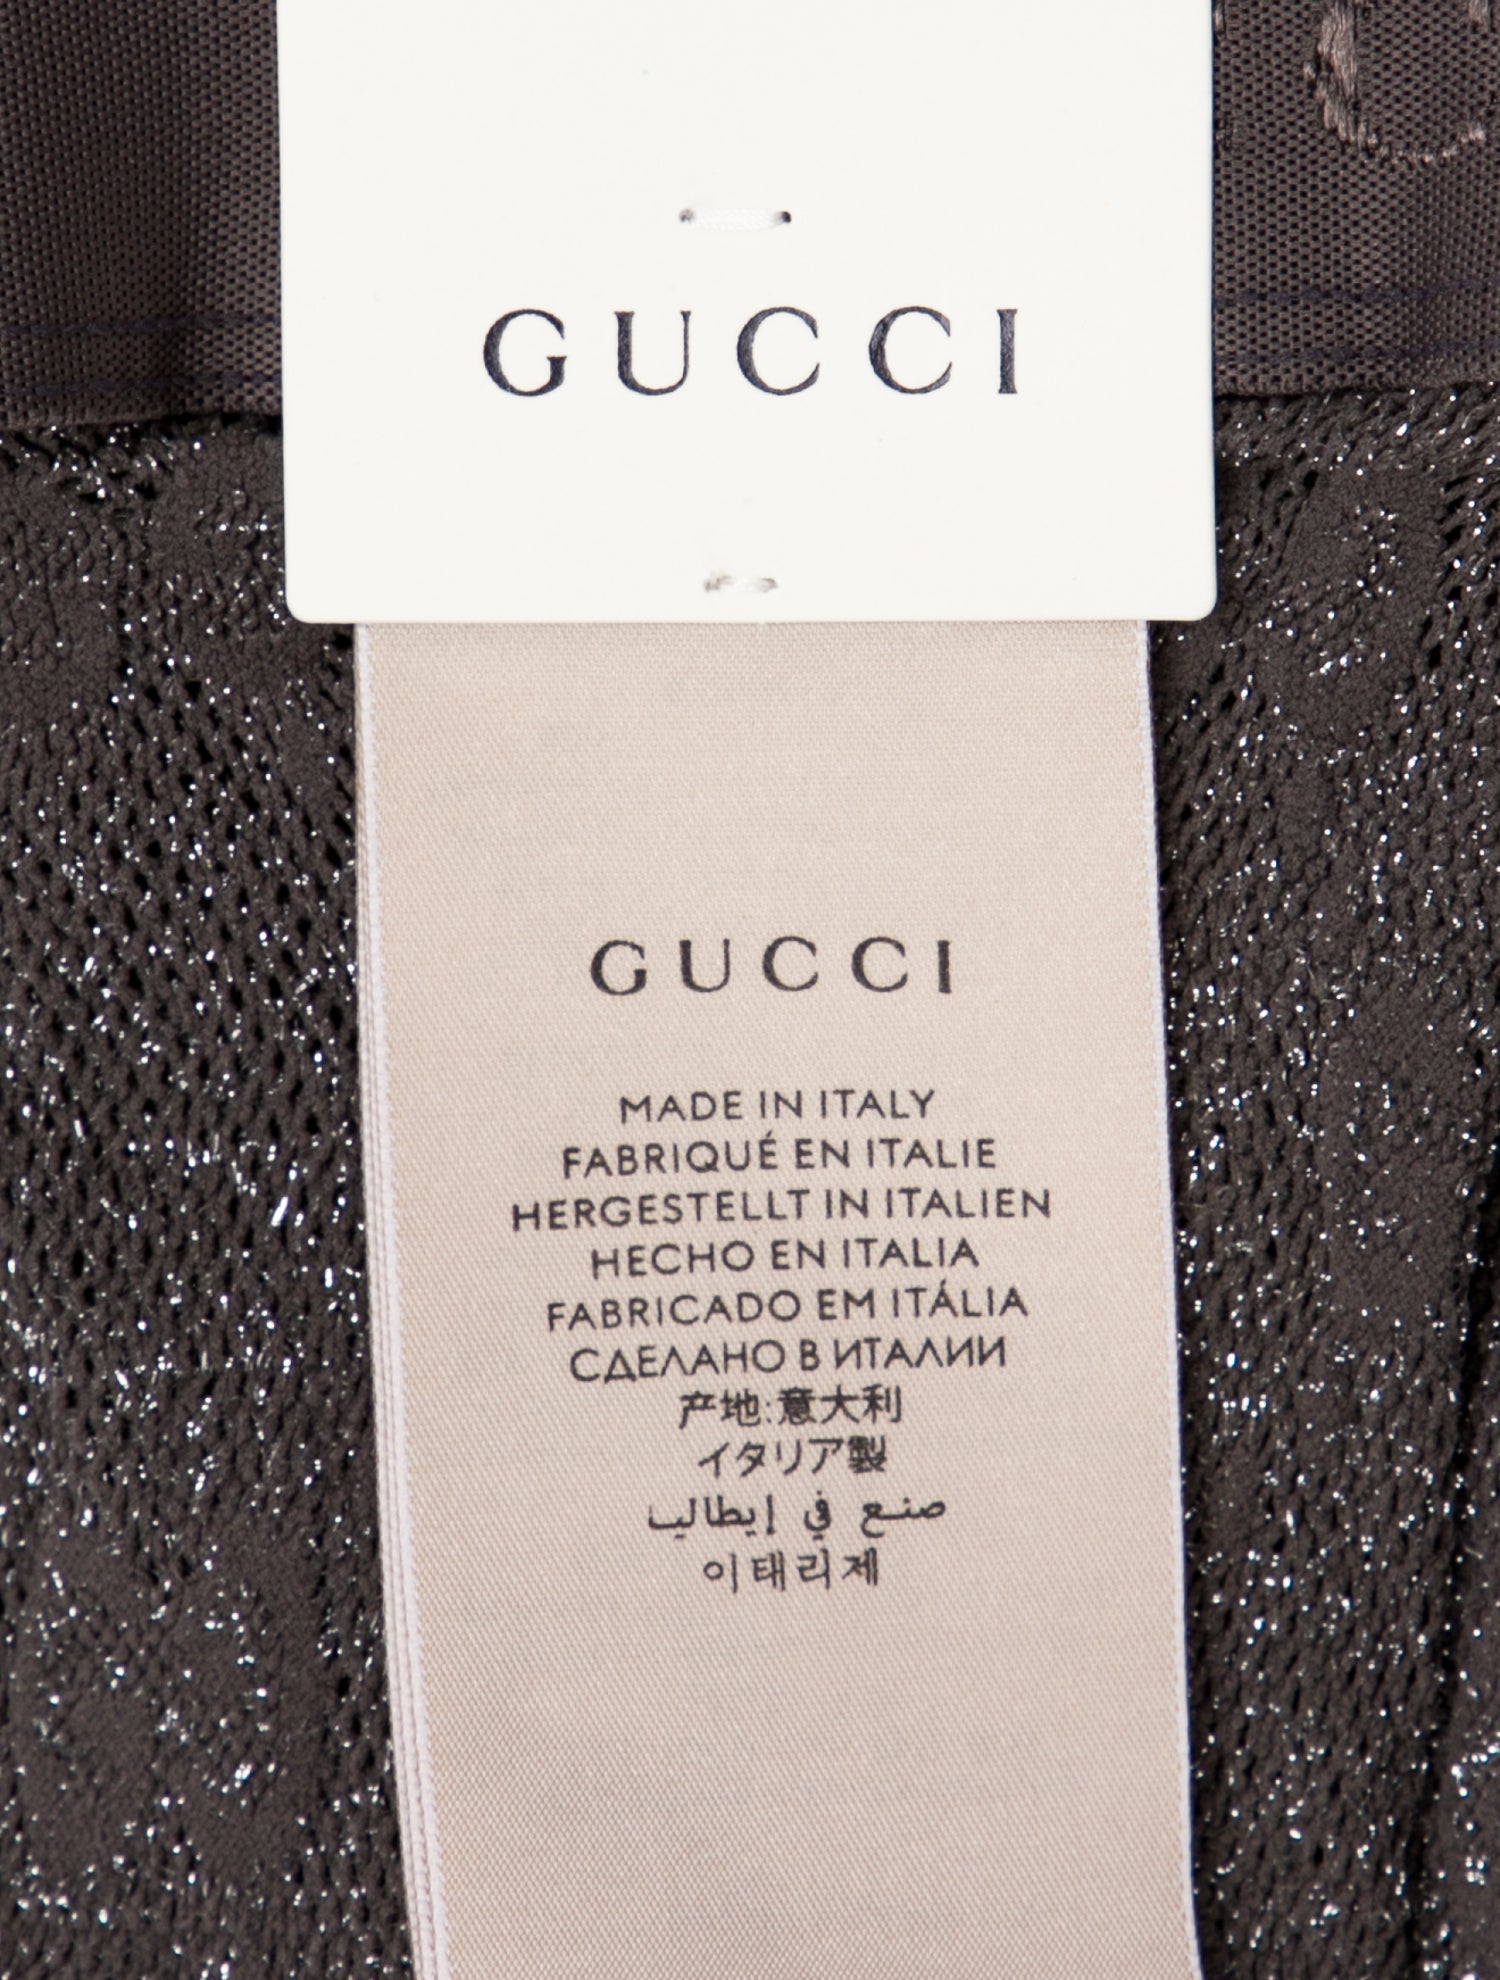 GUCCI
GUCCI
MADE IN ITALY
FABRIQUÉ EN ITALIE
HERGESTELLT IN ITALIEN
HECHO EN ITALIA
FABRICADO EM ITÁLIA
СДЕЛАНО В ИТАЛИИ
产地:意大利
イタリア製
صنع في إيطاليا
이태리제